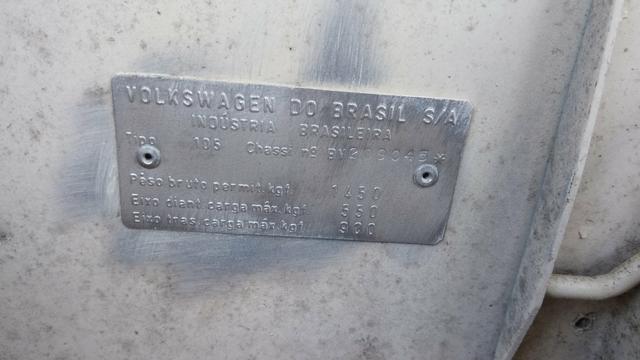 VOLKSWAGEN DO BRASIL S/A
INDÚSTRIA BRASILEIRA
Tipo 105 Chassi nº
Pêso bruto permit. kgf 1450
Eixo diant carga máx. kgf 550
Eixo tras. carga máx. kgf 900